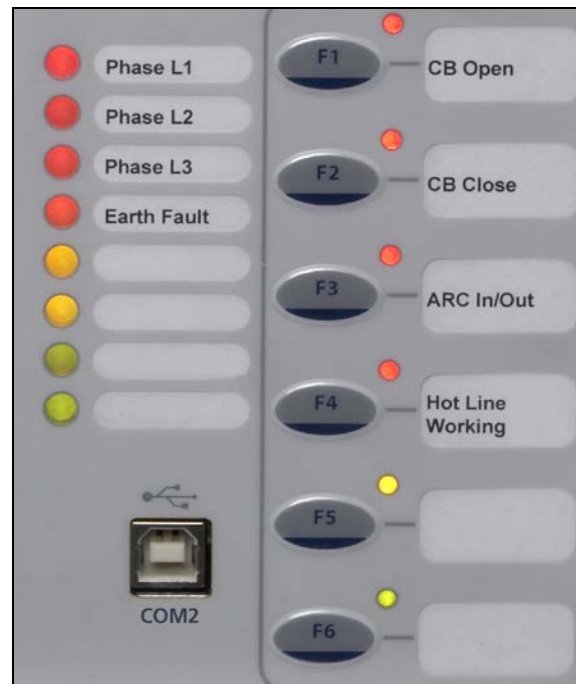 Phase L1
Phase L2
Phase L3
Earth Fault
COM2
F1
CB Open
F2
CB Close
F3
ARC In/Out
F4
Hot Line
Working
F5
F6